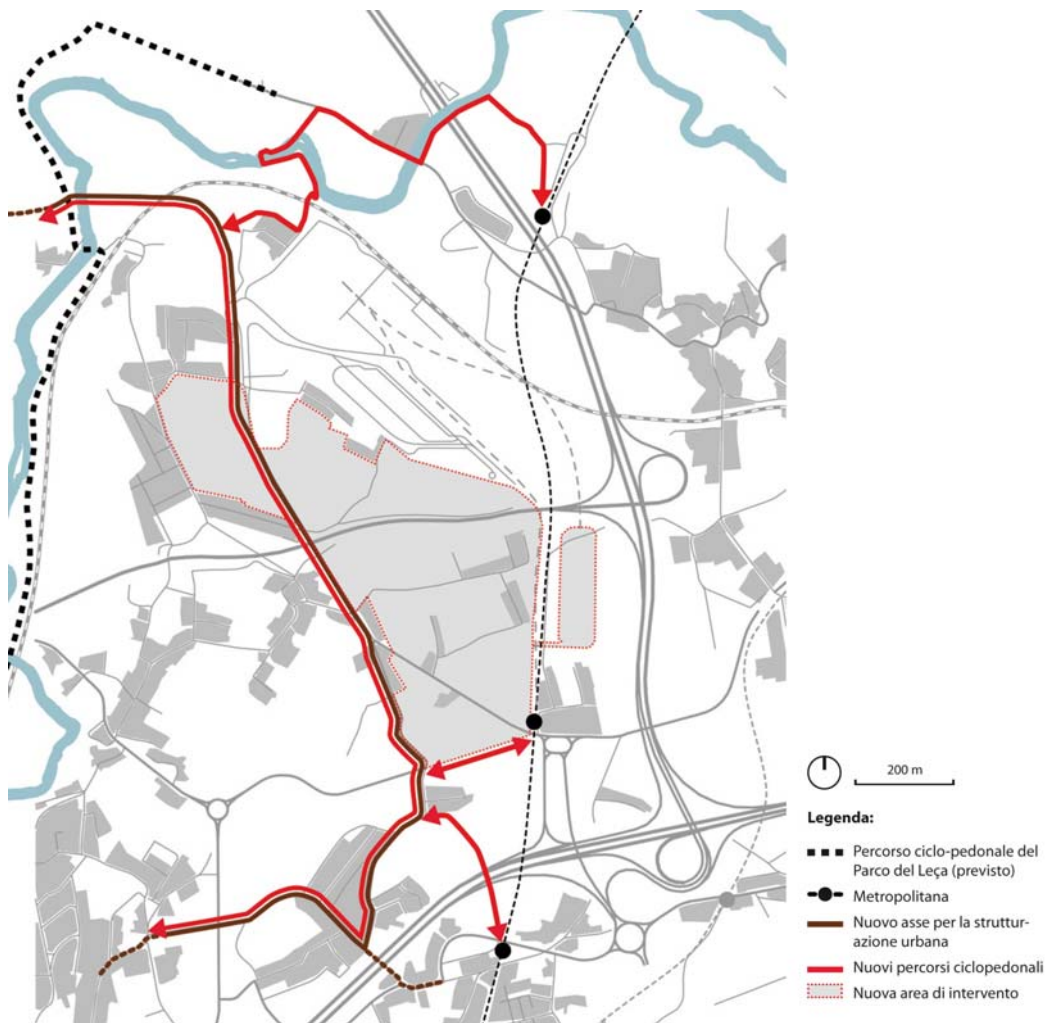 200 m
Legenda:
Percorso ciclo-pedonale del
Parco del Leça (previsto)
Metropolitana
Nuovo asse per la struttur-
azione urbana
Nuovi percorsi ciclopedonali
Nuova area di intervento